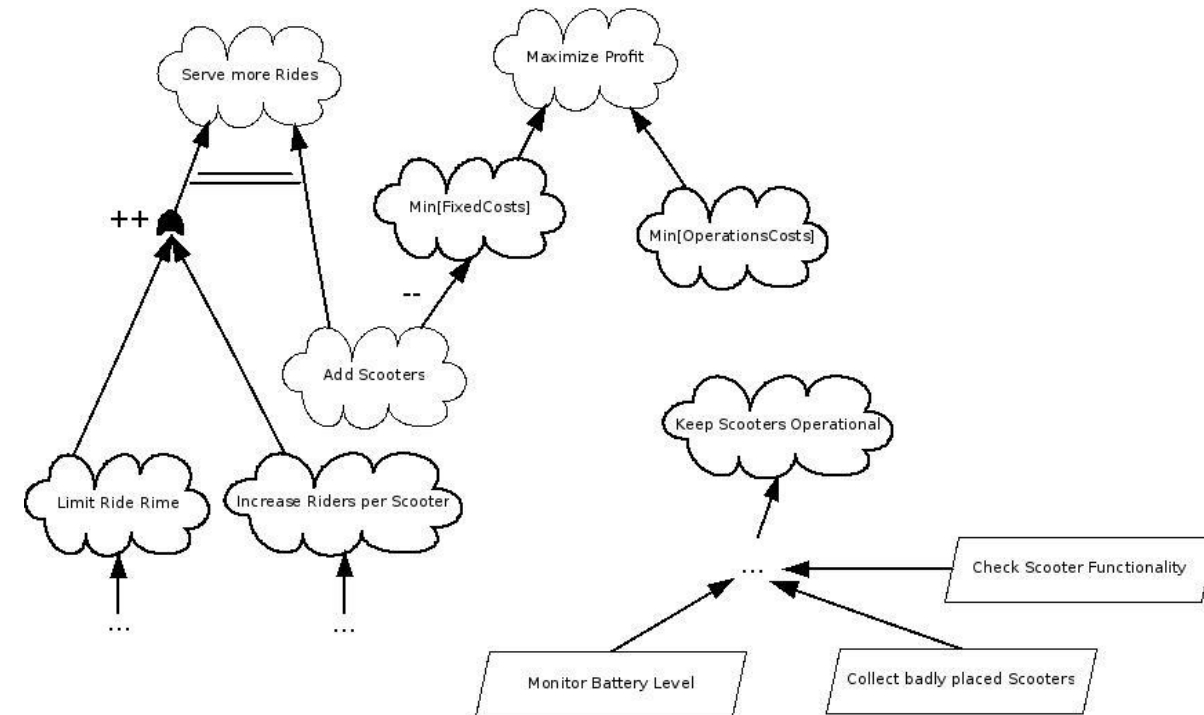 Serve more Rides
Maximize Profit
++
Min[FixedCosts]
Min[OperationsCosts]
--
Add Scooters
Keep Scooters Operational
Limit Ride Rime
Increase Riders per Scooter
...
Check Scooter Functionality
...
...
Monitor Battery Level
Collect badly placed Scooters